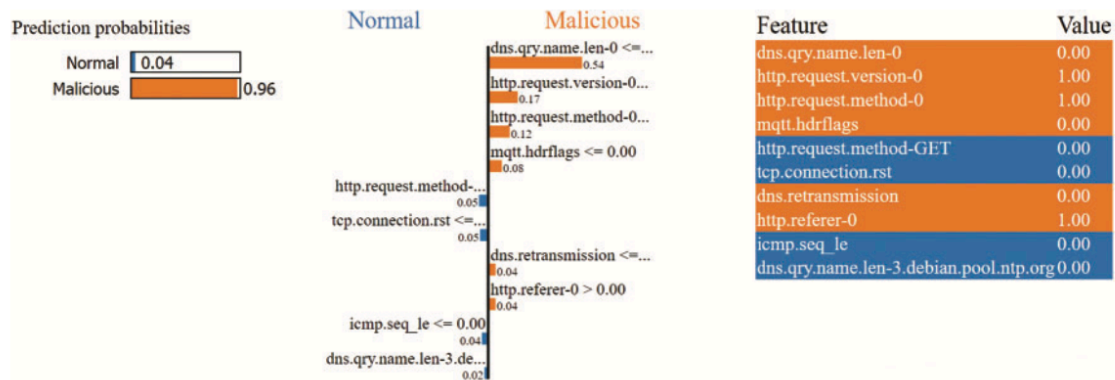 Prediction probabilities
Normal 0.04
Malicious 0.96
Normal Malicious
dns.qry.name.len-0 <=...
0.54
http.request.version-0...
0.17
http.request.method-0...
0.12
mqtt.hdrflags <= 0.00
0.08
http.request.method-...
0.05
tcp.connection.rst <=...
0.05
dns.retransmission <=...
0.04
http.referer-0 > 0.00
0.04
icmp.seq_le <= 0.00
0.04
dns.qry.name.len-3.de...
0.02
Feature Value
dns.qry.name.len-0 0.00
http.request.version-0 1.00
http.request.method-0 1.00
mqtt.hdrflags 0.00
http.request.method-GET 0.00
tcp.connection.rst 0.00
dns.retransmission 0.00
http.referer-0 1.00
icmp.seq_le 0.00
dns.qry.name.len-3.debian.pool.ntp.org 0.00